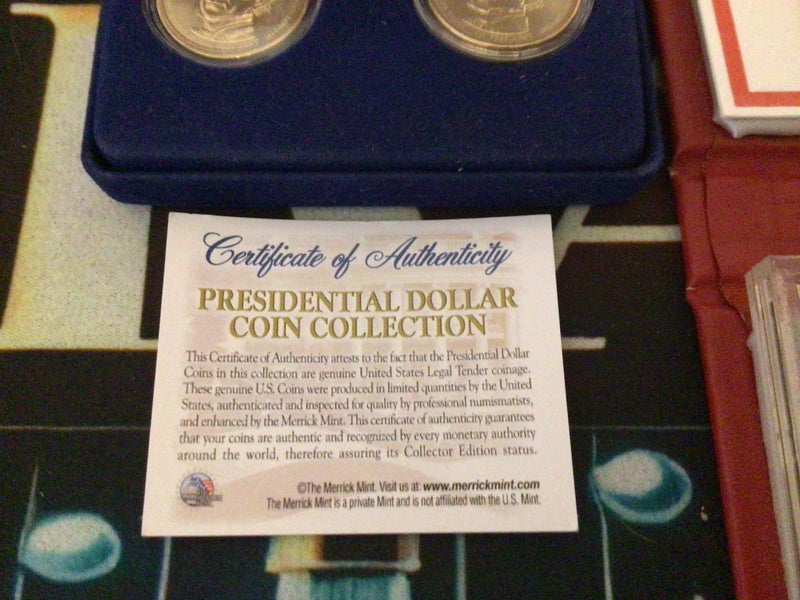 Certificate of Authenticity
PRESIDENTIAL DOLLAR
COIN COLLECTION
This Certificate of Authenticity attests to the fact that the Presidential Dollar
Coins in this collection are genuine United States Legal Tender coinage.
These genuine U.S. Coins were produced in limited quantities by the United
States, authenticated and inspected for quality by professional numismatists,
and enhanced by the Merrick Mint. This certificate of authenticity guarantees
that your coins are authentic and recognized by every monetary authority
around the world, therefore assuring its Collector Edition status.
©The Merrick Mint. Visit us at: www.merrickmint.com
The Merrick Mint is a private Mint and is not affiliated with the U.S. Mint.